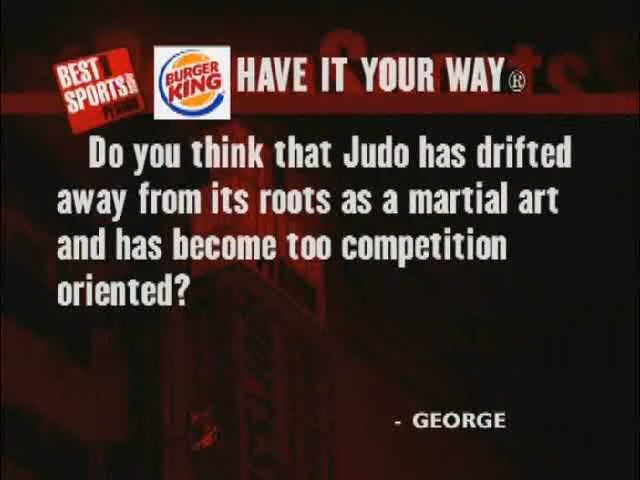 BEST
SPORTS
PERIOD
BURGER
KING
HAVE IT YOUR WAY®
Do you think that Judo has drifted
away from its roots as a martial art
and has become too competition
oriented?
- GEORGE